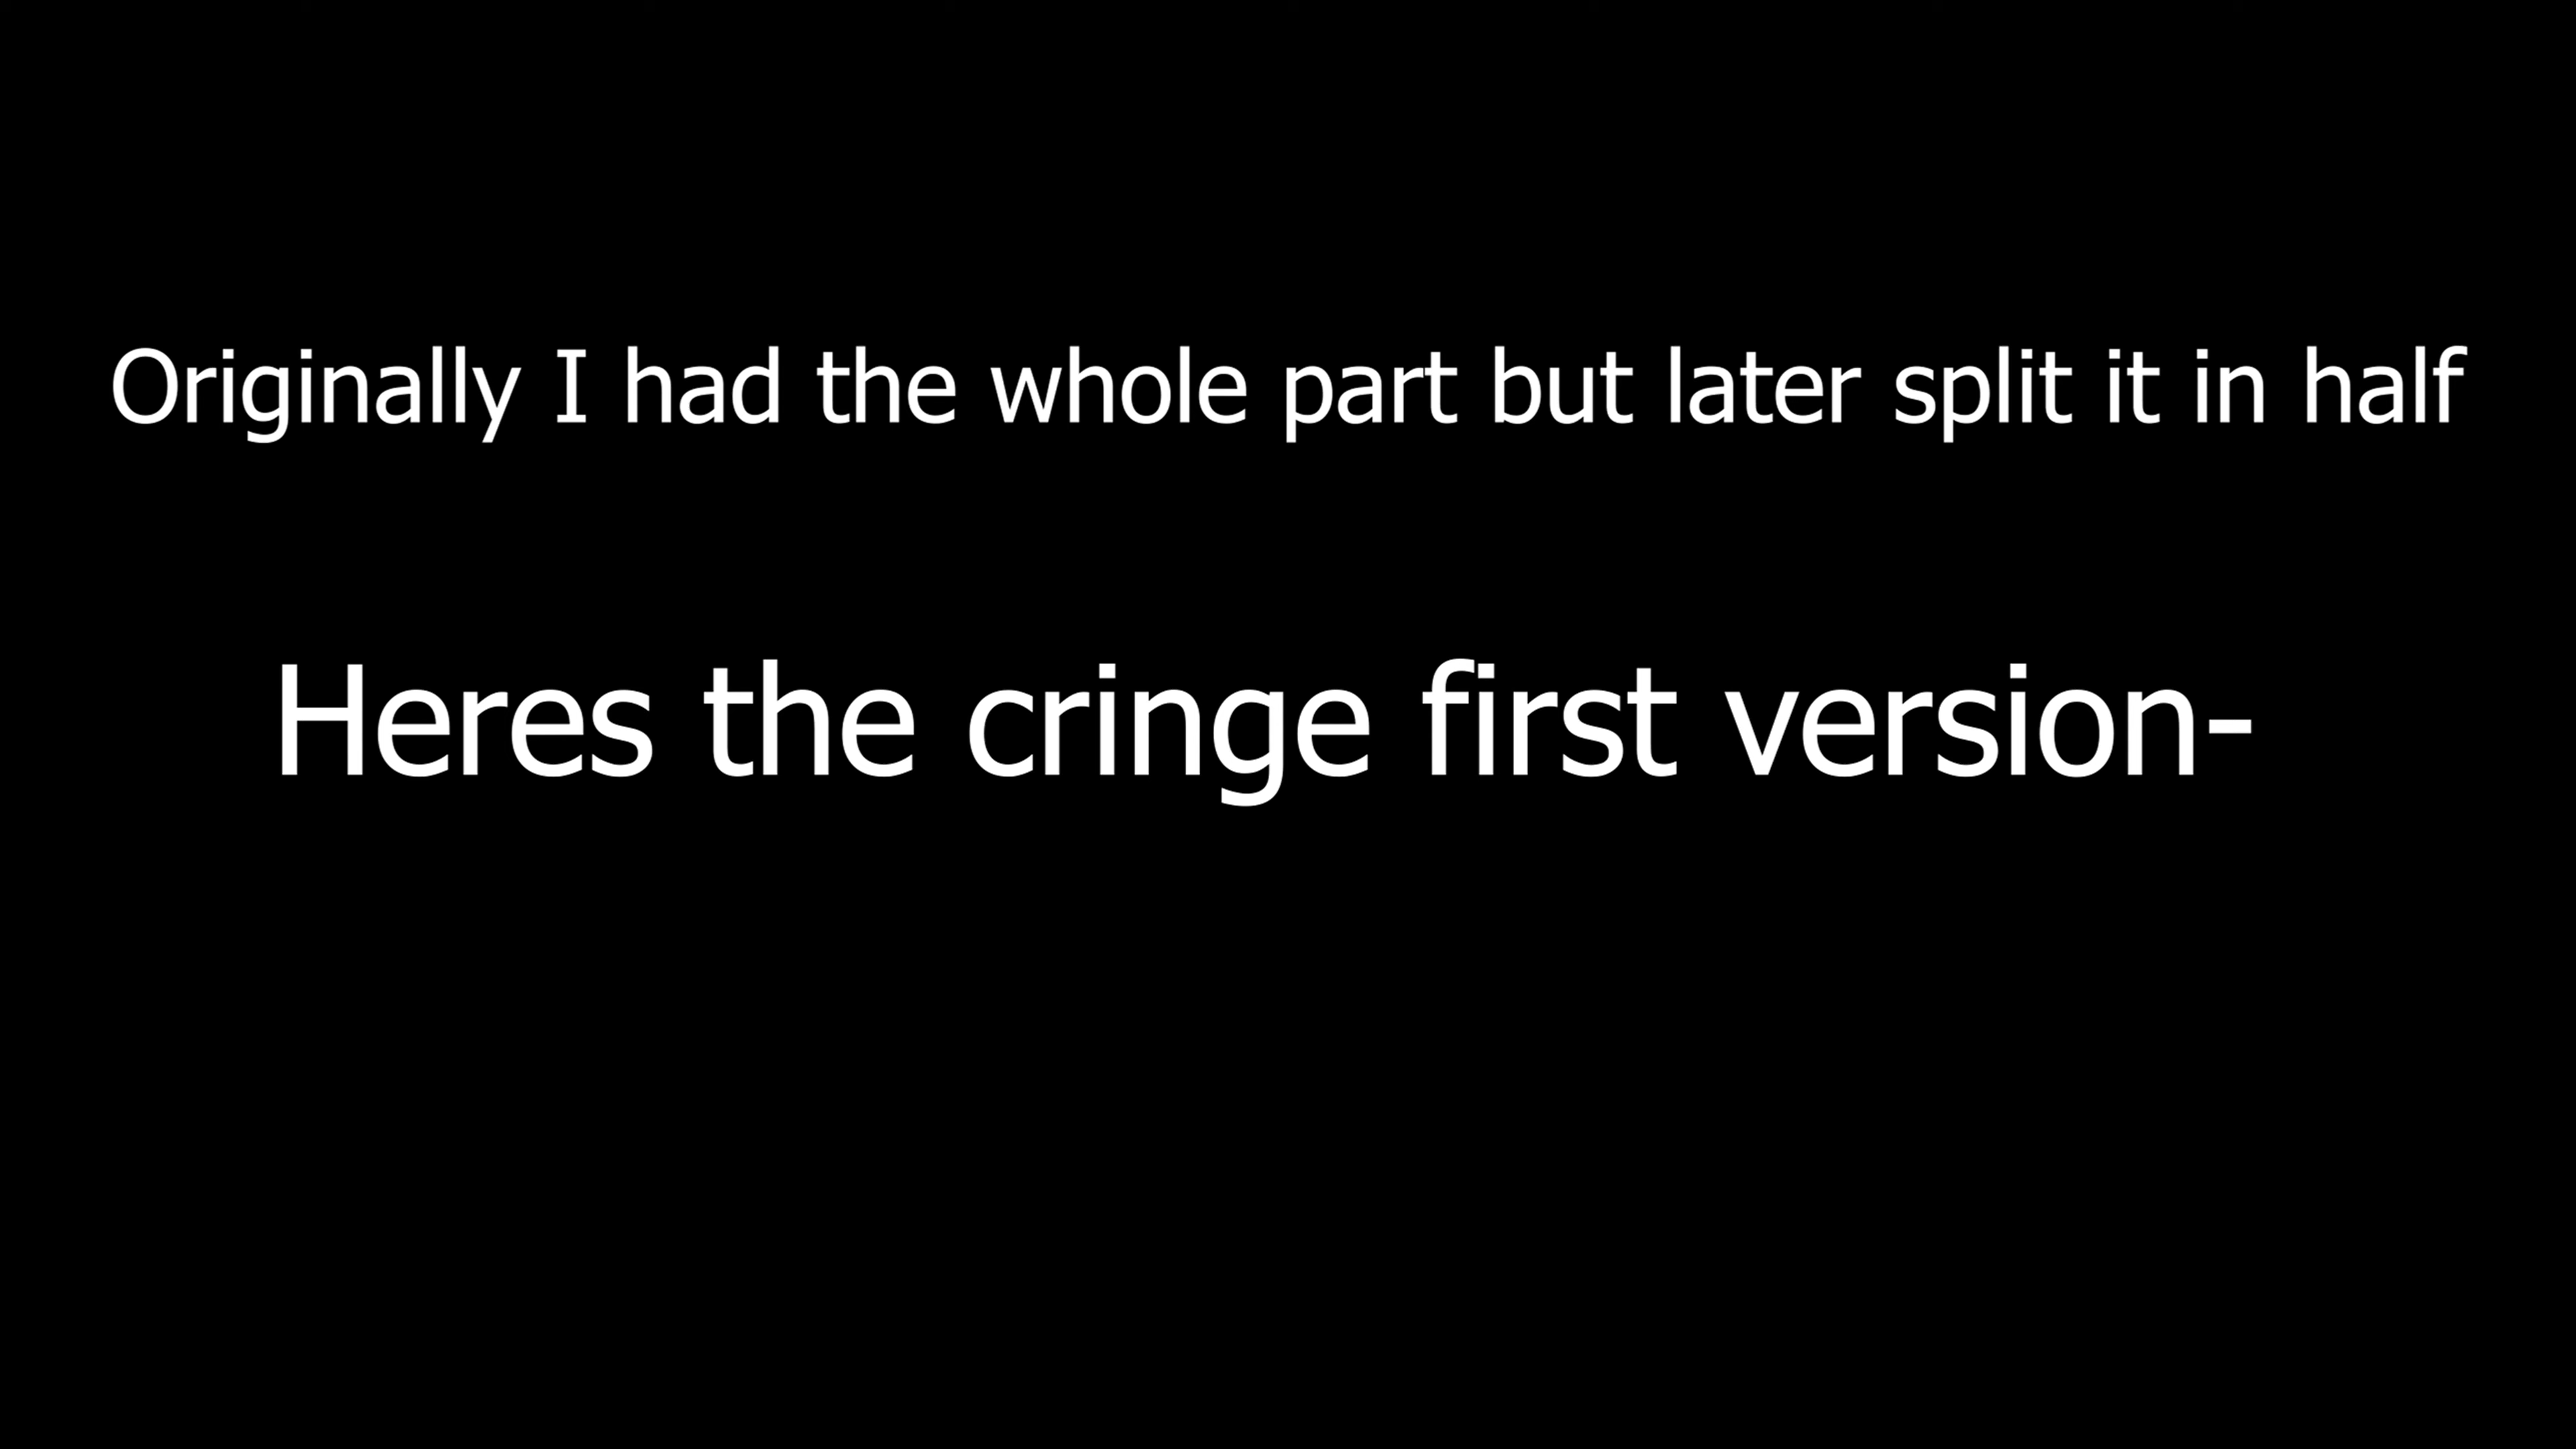 Originally I had the whole part but later split it in half
Heres the cringe first version-